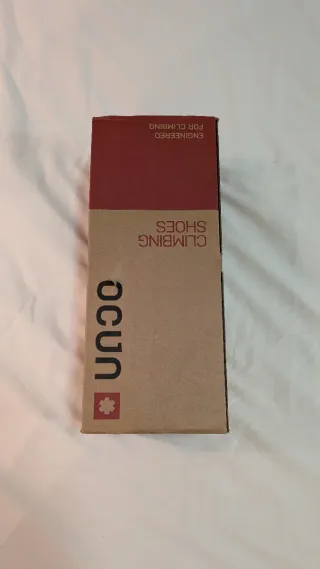 ocun
CLIMBING
SHOES
ENGINEERED
FOR CLIMBING